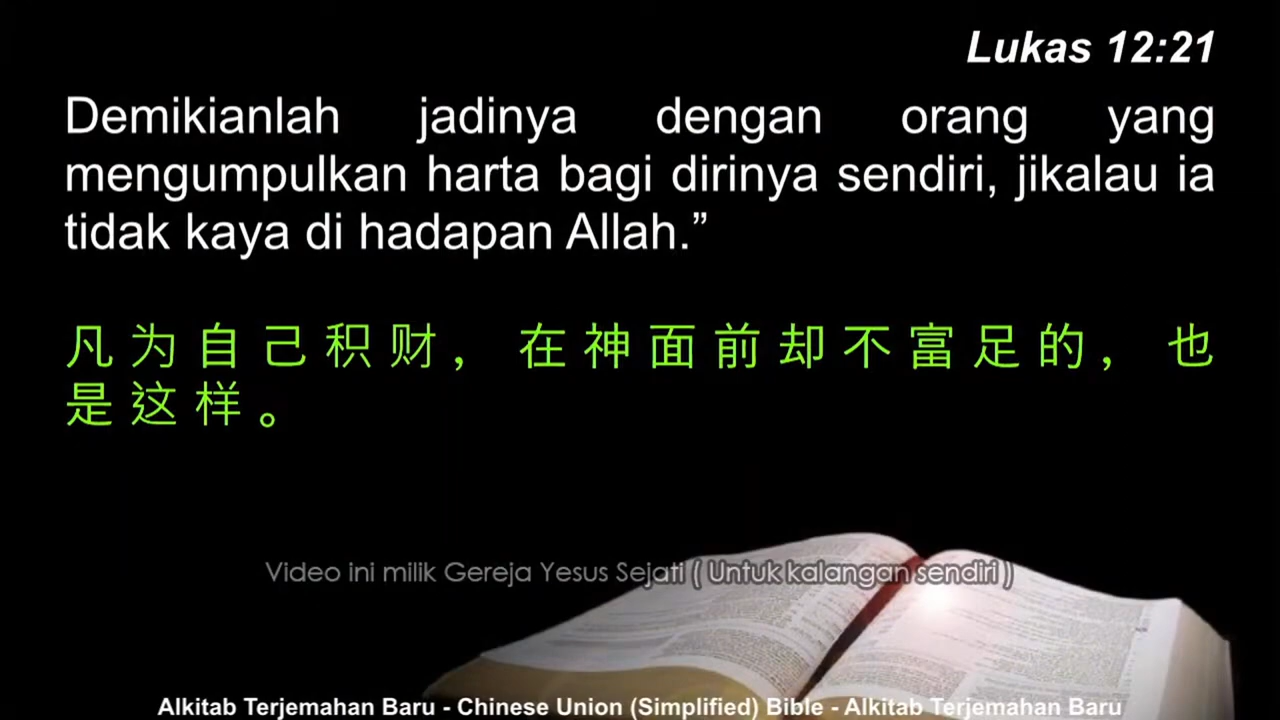 Lukas 12:21
Demikianlah jadinya dengan orang yang
mengumpulkan harta bagi dirinya sendiri, jikalau ia
tidak kaya di hadapan Allah.”
凡为自己积财，在神面前却不富足的，也
是这样。
Video ini milik Gereja Yesus Sejati ( Untuk kalangan sendiri )
Alkitab Terjemahan Baru - Chinese Union (Simplified) Bible - Alkitab Terjemahan Baru